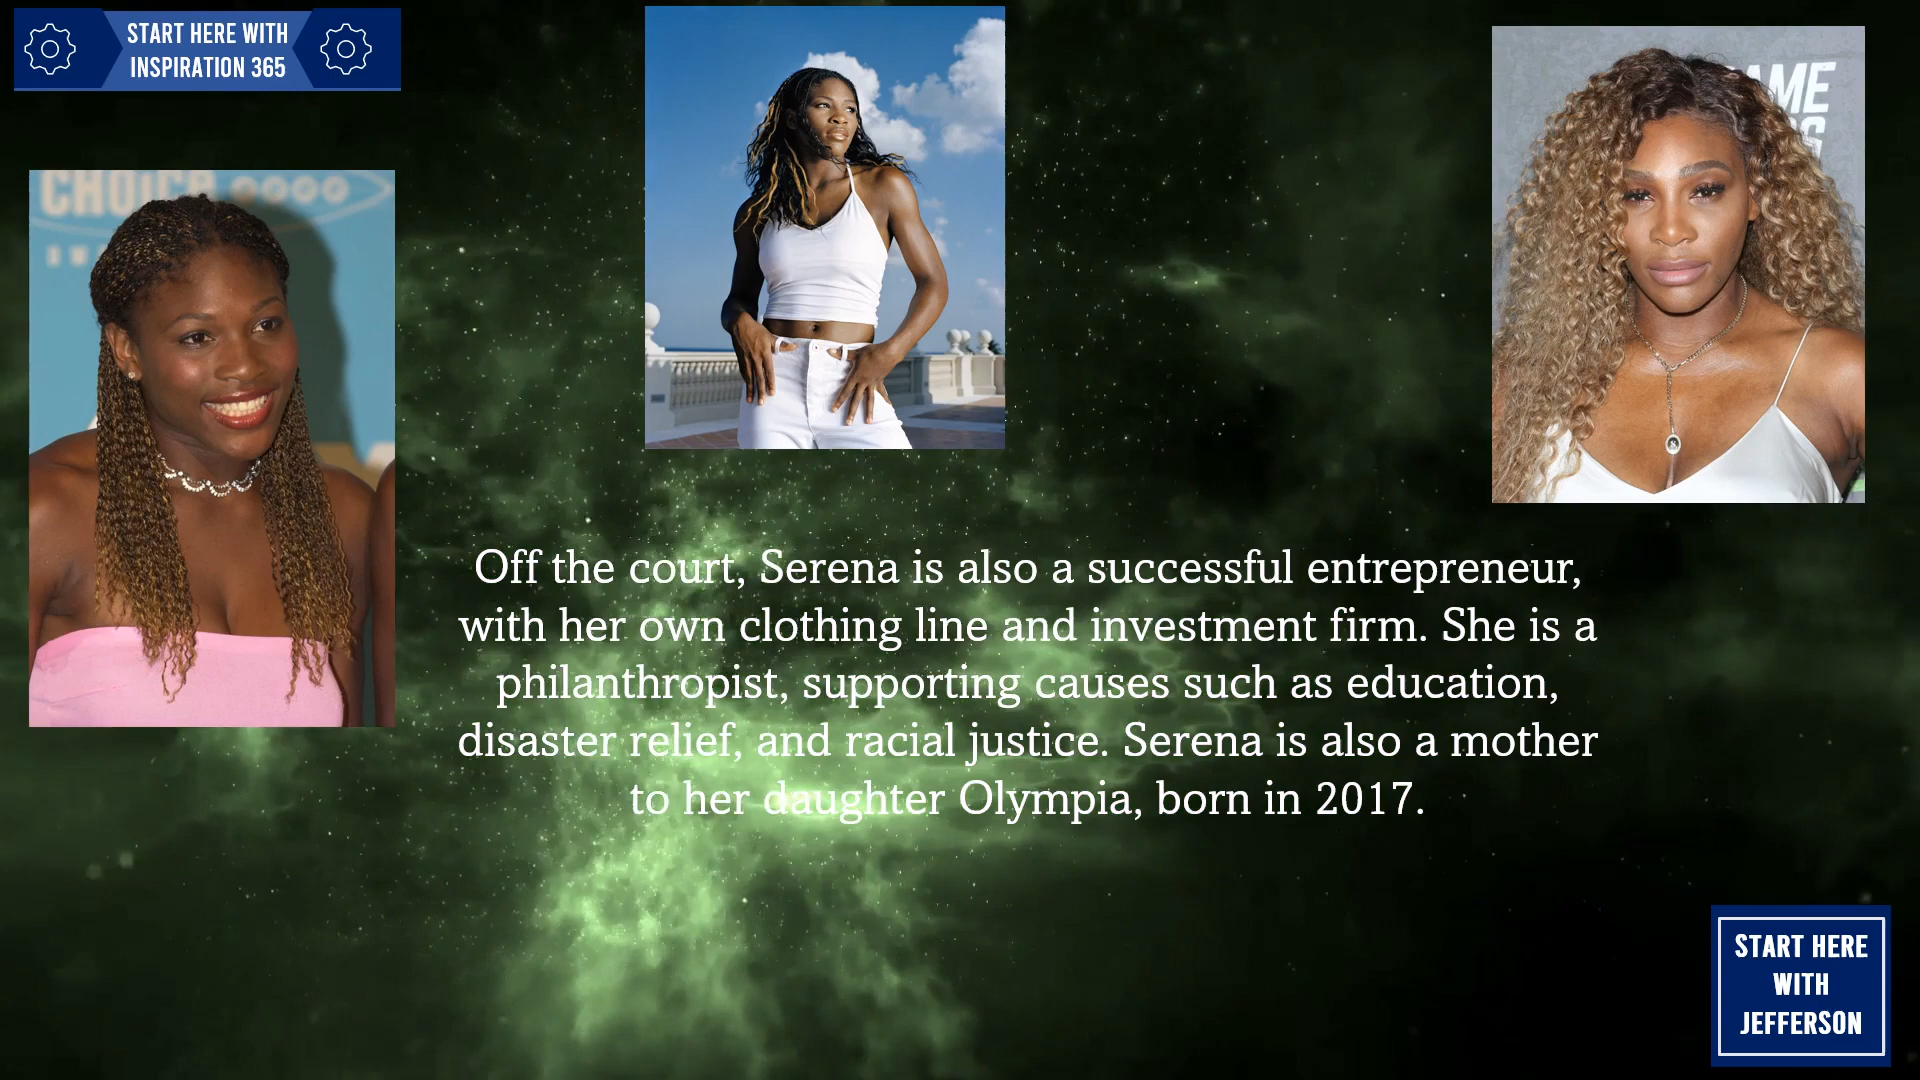 START HERE WITH
INSPIRATION 365
CHOICE
Off the court, Serena is also a successful entrepreneur,
with her own clothing line and investment firm. She is a
philanthropist, supporting causes such as education,
disaster relief, and racial justice. Serena is also a mother
to her daughter Olympia, born in 2017.
START HERE
WITH
JEFFERSON